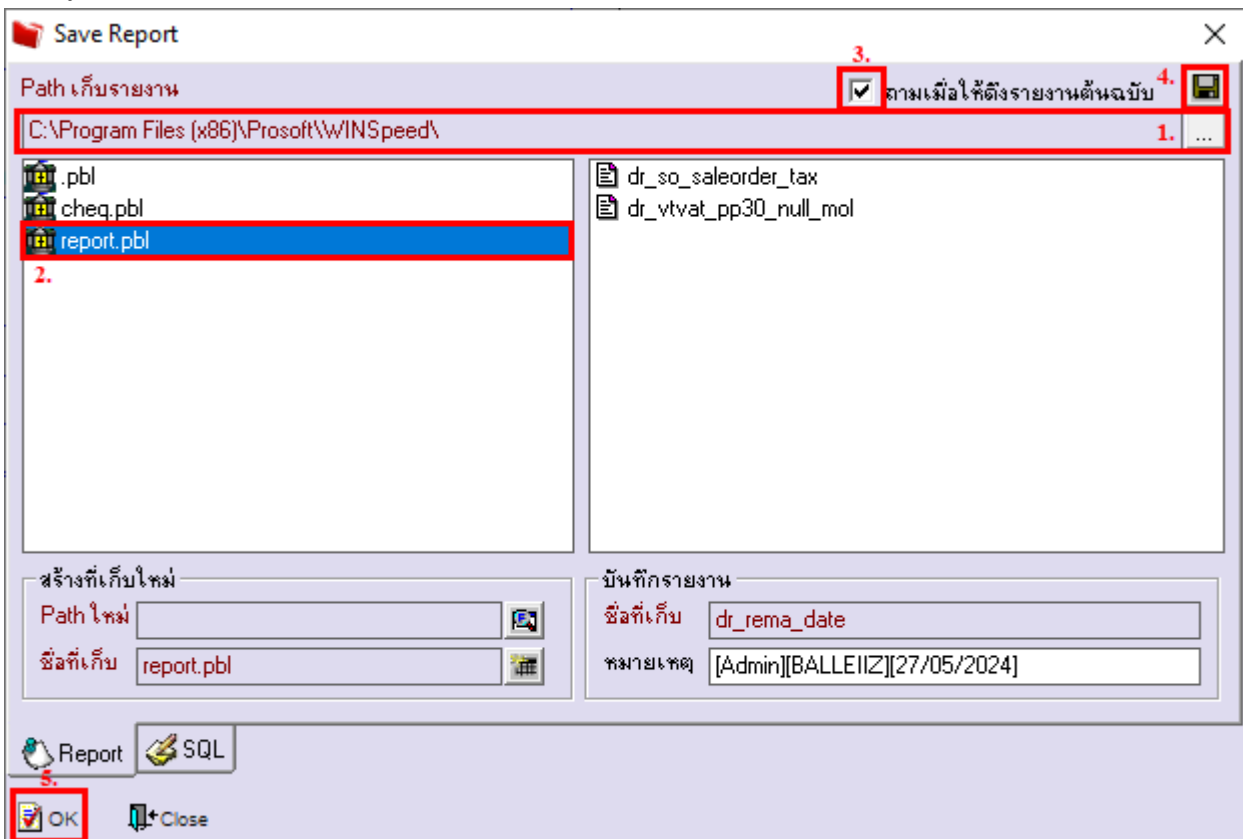 Save Report
3.
Path เก็บรายงาน
ถามเมื่อให้ดึงรายงานต้นฉบับ
4.
C:\Program Files (x86)\Prosoft\WINSpeed\
1.
...
.pbl
cheq.pbl
report.pbl
2.
dr_so_saleorder_tax
dr_vtvat_pp30_null_mol
สร้างที่เก็บใหม่
Path ใหม่
ชื่อที่เก็บ report.pbl
บันทึกรายงาน
ชื่อที่เก็บ dr_rema_date
หมายเหตุ [Admin][BALLEIIZ][27/05/2024]
Report SQL
5.
OK Close